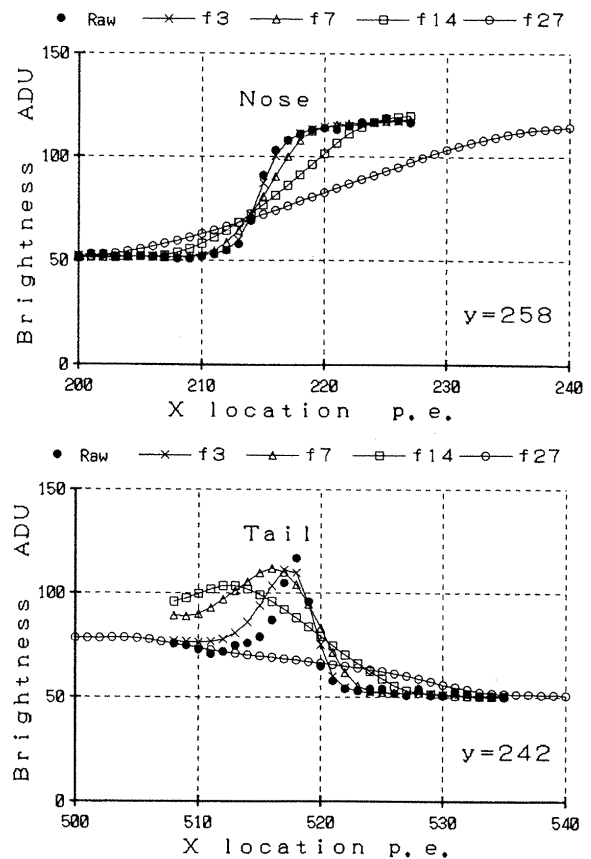 ● Raw —×— f3 —△— f7 —□— f14 —○— f27
150
Nose
100
Brightness ADU
50
y=258
0
200 210 220 230 240
X location p.e.
● Raw —×— f3 —△— f7 —□— f14 —○— f27
150
Tail
100
Brightness ADU
50
y=242
0
500 510 520 530 540
X location p.e.